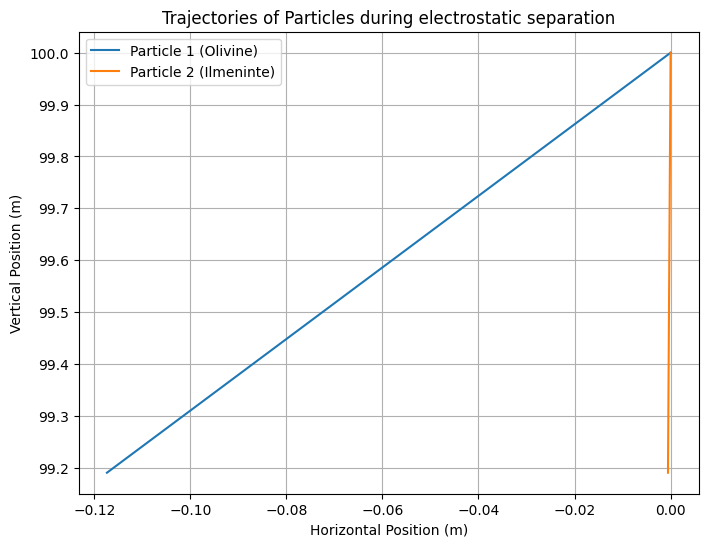 Trajectories of Particles during electrostatic separation
Particle 1 (Olivine)
Particle 2 (Ilmeninte)
Vertical Position (m)
100.0
99.9
99.8
99.7
99.6
99.5
99.4
99.3
99.2
−0.12 −0.10 −0.08 −0.06 −0.04 −0.02 0.00
Horizontal Position (m)